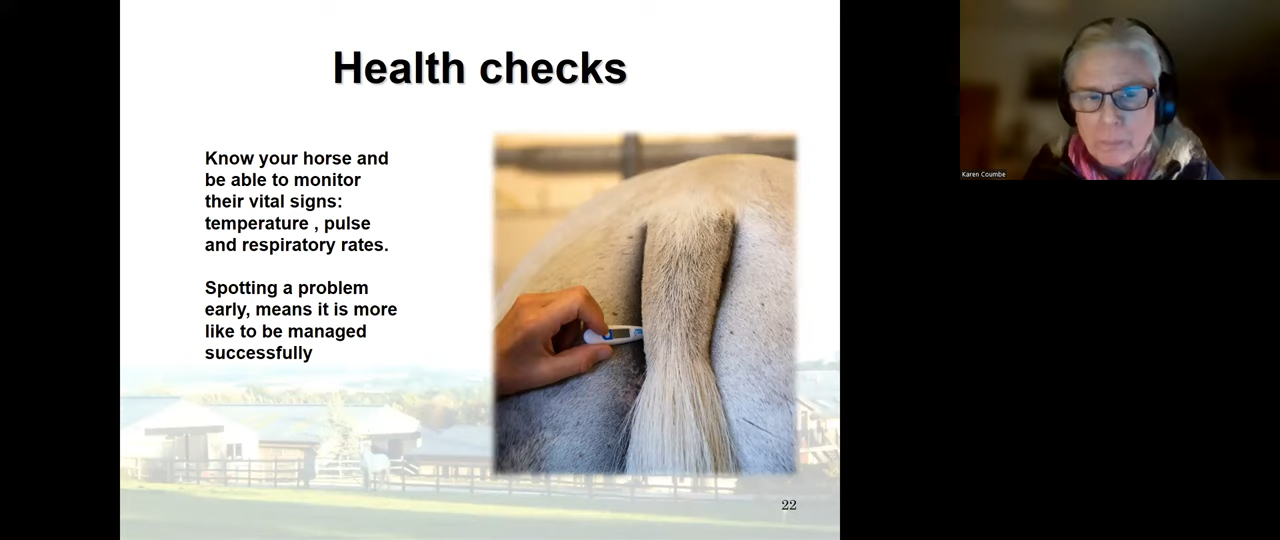 Health checks
Know your horse and
be able to monitor
their vital signs:
temperature , pulse
and respiratory rates.
Spotting a problem
early, means it is more
like to be managed
successfully
22
Karen Coumbe